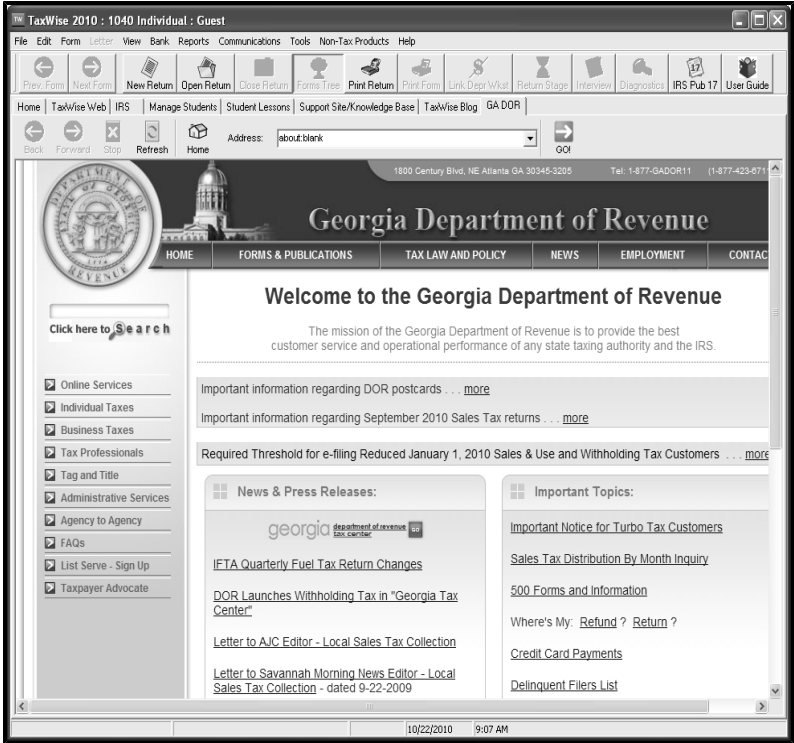 TW TaxWise 2010 : 1040 Individual : Guest
File Edit Form Letter View Bank Reports Communications Tools Non-Tax Products Help
Prev. Form Next Form New Return Open Return Close Return Forms Tree Print Return Print Form Link Depr Wkst Return Stage Interview Diagnostics IRS Pub 17 User Guide
Home TaxWise Web IRS Manage Students Student Lessons Support Site/Knowledge Base TaxWise Blog GA DOR
Back Forward Stop Refresh Home Address: about:blank GO!
1800 Century Blvd, NE Atlanta GA 30345-3205 Tel: 1-877-GADOR11 (1-877-423-671
DEPARTMENT OF GEORGIA
1776
REVENUE
Georgia Department of Revenue
HOME FORMS & PUBLICATIONS TAX LAW AND POLICY NEWS EMPLOYMENT CONTAC
Welcome to the Georgia Department of Revenue
The mission of the Georgia Department of Revenue is to provide the best
customer service and operational performance of any state taxing authority and the IRS.
Click here to Search
Online Services
Individual Taxes
Business Taxes
Tax Professionals
Tag and Title
Administrative Services
Agency to Agency
FAQs
List Serve - Sign Up
Taxpayer Advocate
Important information regarding DOR postcards . . . more
Important information regarding September 2010 Sales Tax returns . . . more
Required Threshold for e-filing Reduced January 1, 2010 Sales & Use and Withholding Tax Customers . . . more
News & Press Releases:
georgia department of revenue tax center GO
IFTA Quarterly Fuel Tax Return Changes
DOR Launches Withholding Tax in "Georgia Tax
Center"
Letter to AJC Editor - Local Sales Tax Collection
Letter to Savannah Morning News Editor - Local
Sales Tax Collection - dated 9-22-2009
Important Topics:
Important Notice for Turbo Tax Customers
Sales Tax Distribution By Month Inquiry
500 Forms and Information
Where's My: Refund ? Return ?
Credit Card Payments
Delinquent Filers List
10/22/2010 9:07 AM